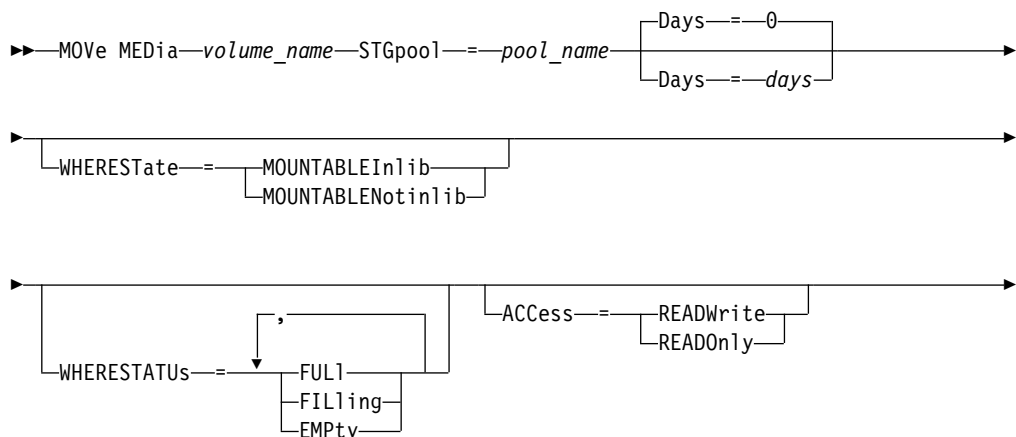 Days = 0
MOVe MEDia volume_name STGpool = pool_name
Days = days
WHERESTate = MOUNTABLEInlib
MOUNTABLENotinlib
ACCess = READWrite
READOnly
,
WHERESTATUs = FULl
FILling
EMPty